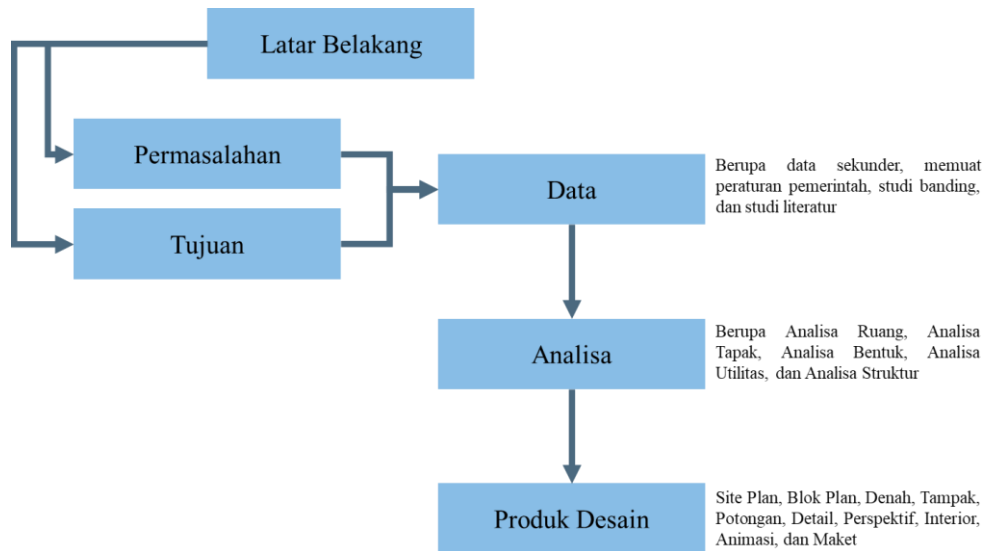 Latar Belakang
Permasalahan
Tujuan
Data
Berupa data sekunder, memuat
peraturan pemerintah, studi banding,
dan studi literatur
Analisa
Berupa Analisa Ruang, Analisa
Tapak, Analisa Bentuk, Analisa
Utilitas, dan Analisa Struktur
Produk Desain
Site Plan, Blok Plan, Denah, Tampak,
Potongan, Detail, Perspektif, Interior,
Animasi, dan Maket